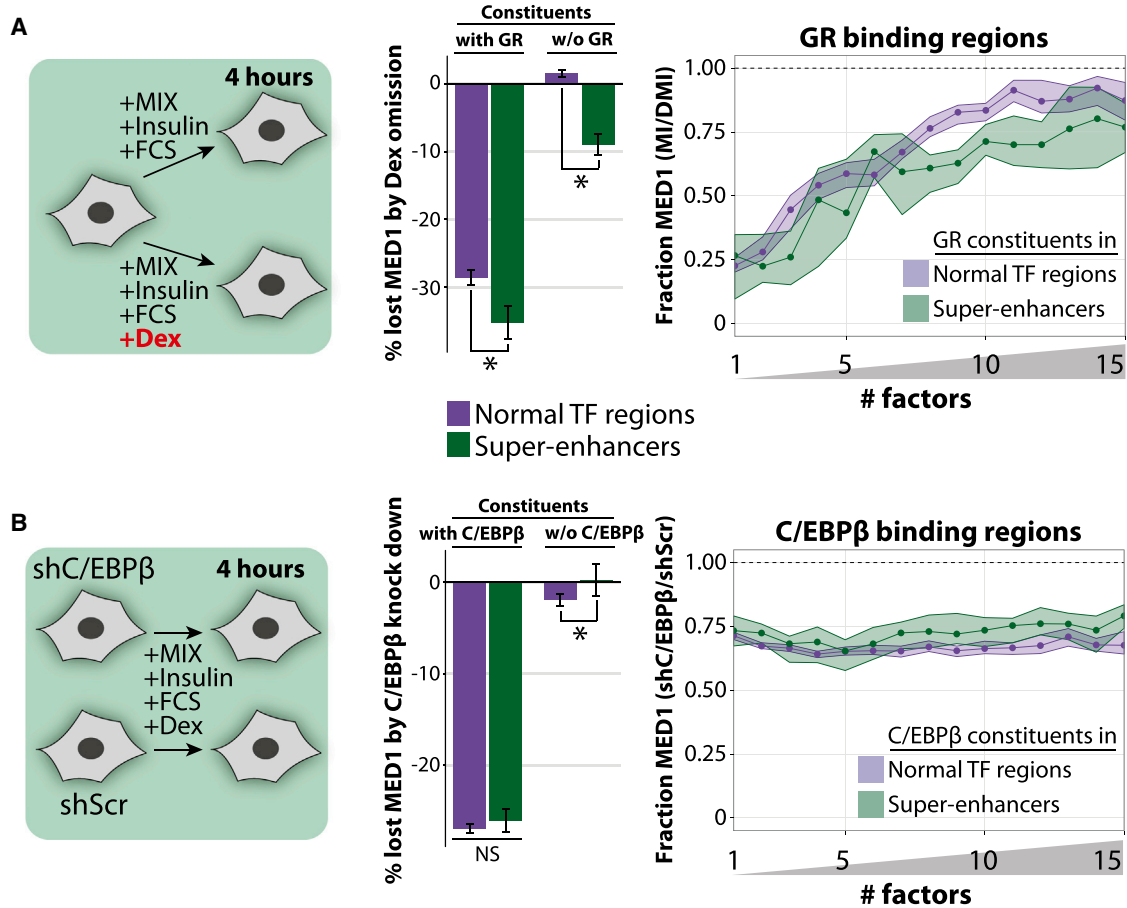 A
4 hours
+MIX
+Insulin
+FCS
+MIX
+Insulin
+FCS
+Dex
Constituents
with GR
w/o GR
% lost MED1 by Dex omission
0
-10
-20
-30
*
*
GR binding regions
Fraction MED1 (MI/DMI)
1.00
0.75
0.50
0.25
0
GR constituents in
Normal TF regions
Super-enhancers
1
5
10
15
# factors
Normal TF regions
Super-enhancers
B
shC/EBPβ
4 hours
+MIX
+Insulin
+FCS
+Dex
shScr
Constituents
with C/EBPβ
w/o C/EBPβ
% lost MED1 by C/EBPβ knock down
0
-10
-20
*
NS
C/EBPβ binding regions
Fraction MED1 (shC/EBPβ/shScr)
1.00
0.75
0.50
0.25
0
C/EBPβ constituents in
Normal TF regions
Super-enhancers
1
5
10
15
# factors